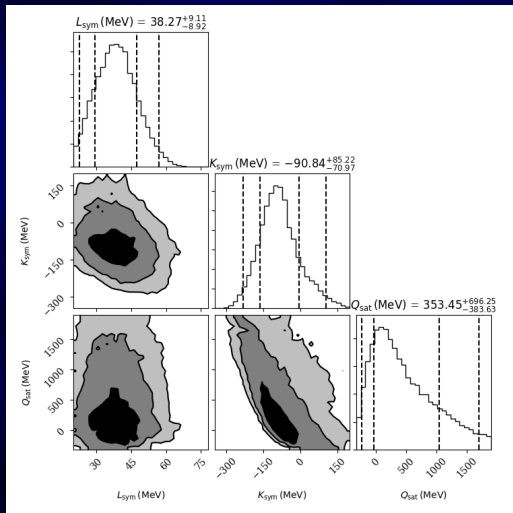 L_sym (MeV) = 38.27^{+9.11}_{-8.92}
K_sym (MeV) = −90.84^{+85.22}_{-70.97}
150
0
−150
−300
K_sym (MeV)
Q_sat (MeV) = 353.45^{+696.25}_{-383.63}
1500
1000
500
0
Q_sat (MeV)
30
45
60
75
−300
−150
0
150
0
500
1000
1500
L_sym (MeV)
K_sym (MeV)
Q_sat (MeV)